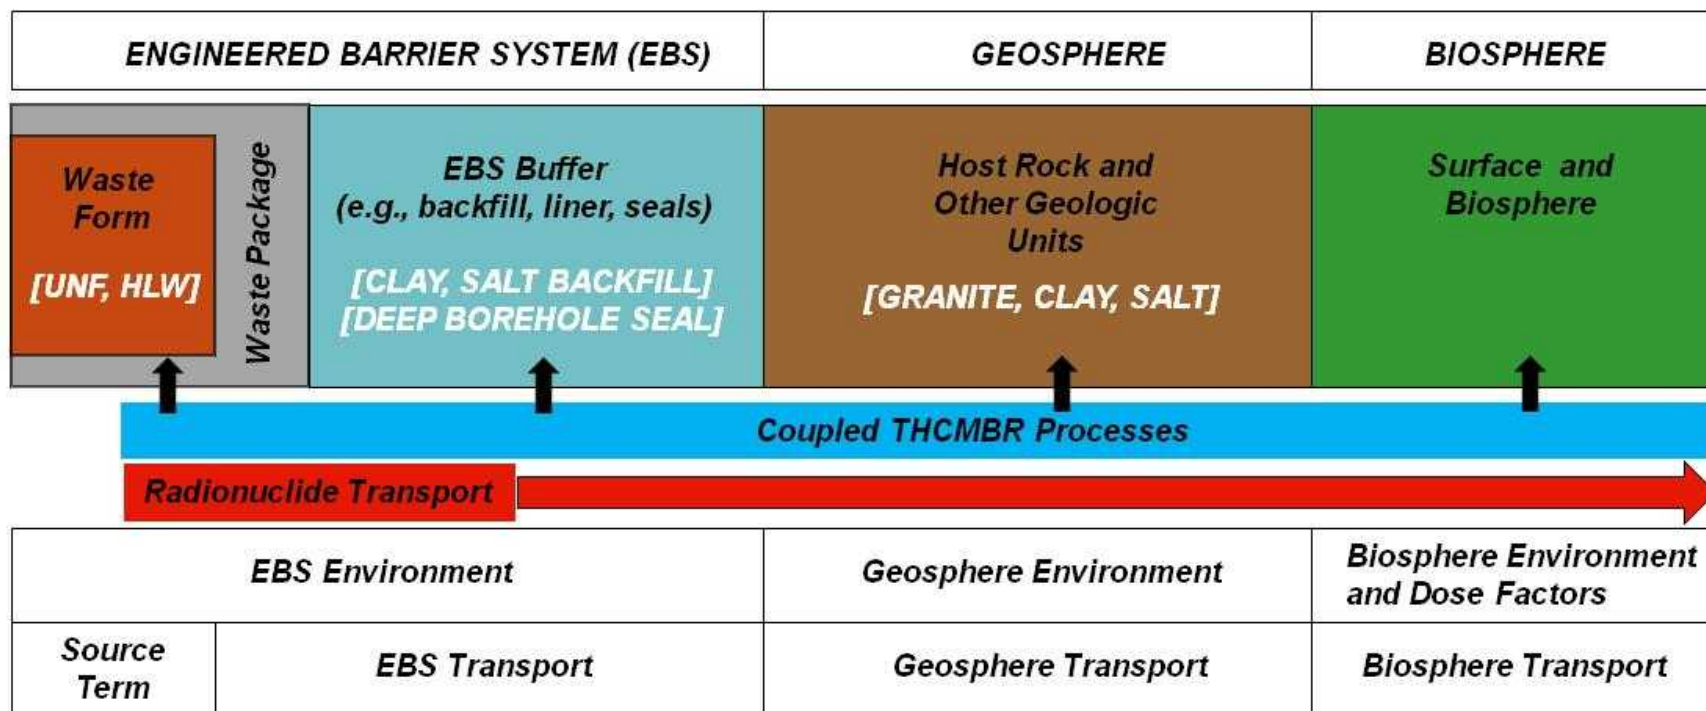 ENGINEERED BARRIER SYSTEM (EBS)
GEOSPHERE
BIOSPHERE
Waste
Form
[UNF, HLW]
Waste Package
EBS Buffer
(e.g., backfill, liner, seals)
[CLAY, SALT BACKFILL]
[DEEP BOREHOLE SEAL]
Host Rock and
Other Geologic
Units
[GRANITE, CLAY, SALT]
Surface and
Biosphere
Coupled THCMBR Processes
Radionuclide Transport
EBS Environment
Geosphere Environment
Biosphere Environment
and Dose Factors
Source
Term
EBS Transport
Geosphere Transport
Biosphere Transport